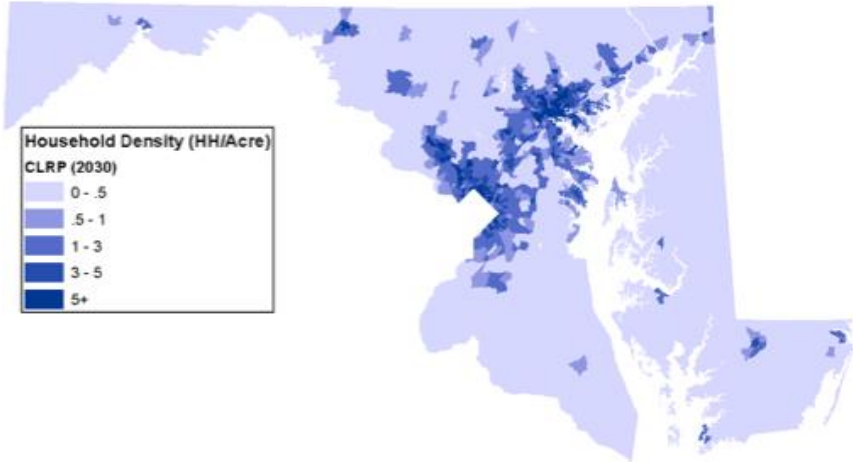 Household Density (HH/Acre)
CLRP (2030)
0 - .5
.5 - 1
1 - 3
3 - 5
5+